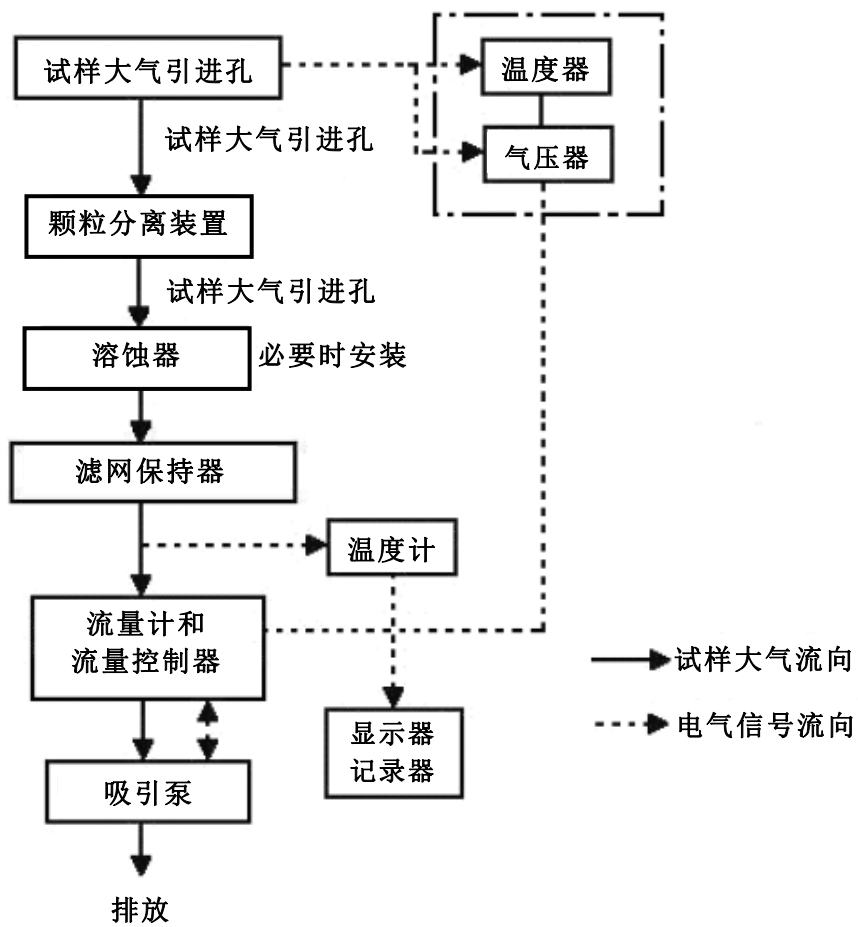 试样大气引进孔
温度器
试样大气引进孔
气压器
颗粒分离装置
试样大气引进孔
溶蚀器
必要时安装
滤网保持器
温度计
流量计和
流量控制器
试样大气流向
显示器
记录器
电气信号流向
吸引泵
排放